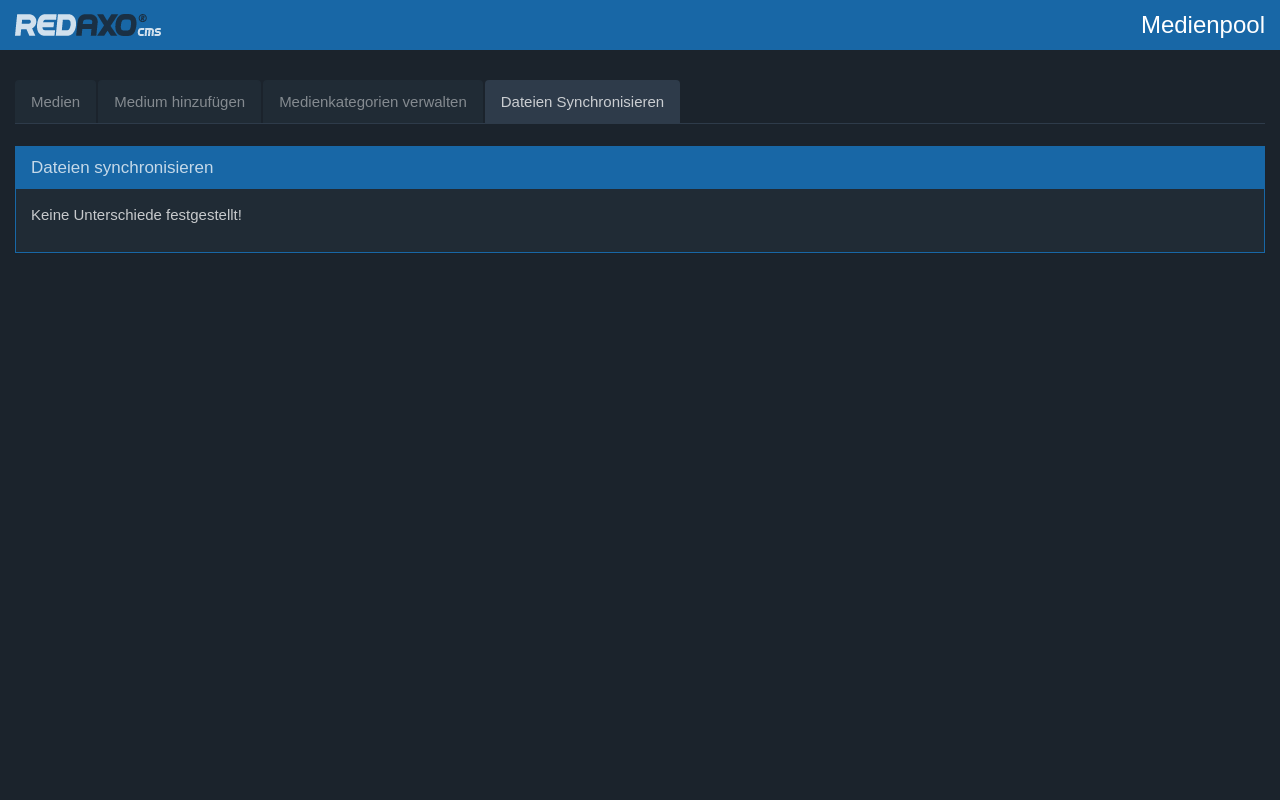 REDAXO® cms
Medienpool
Medien
Medium hinzufügen
Medienkategorien verwalten
Dateien Synchronisieren
Dateien synchronisieren
Keine Unterschiede festgestellt!